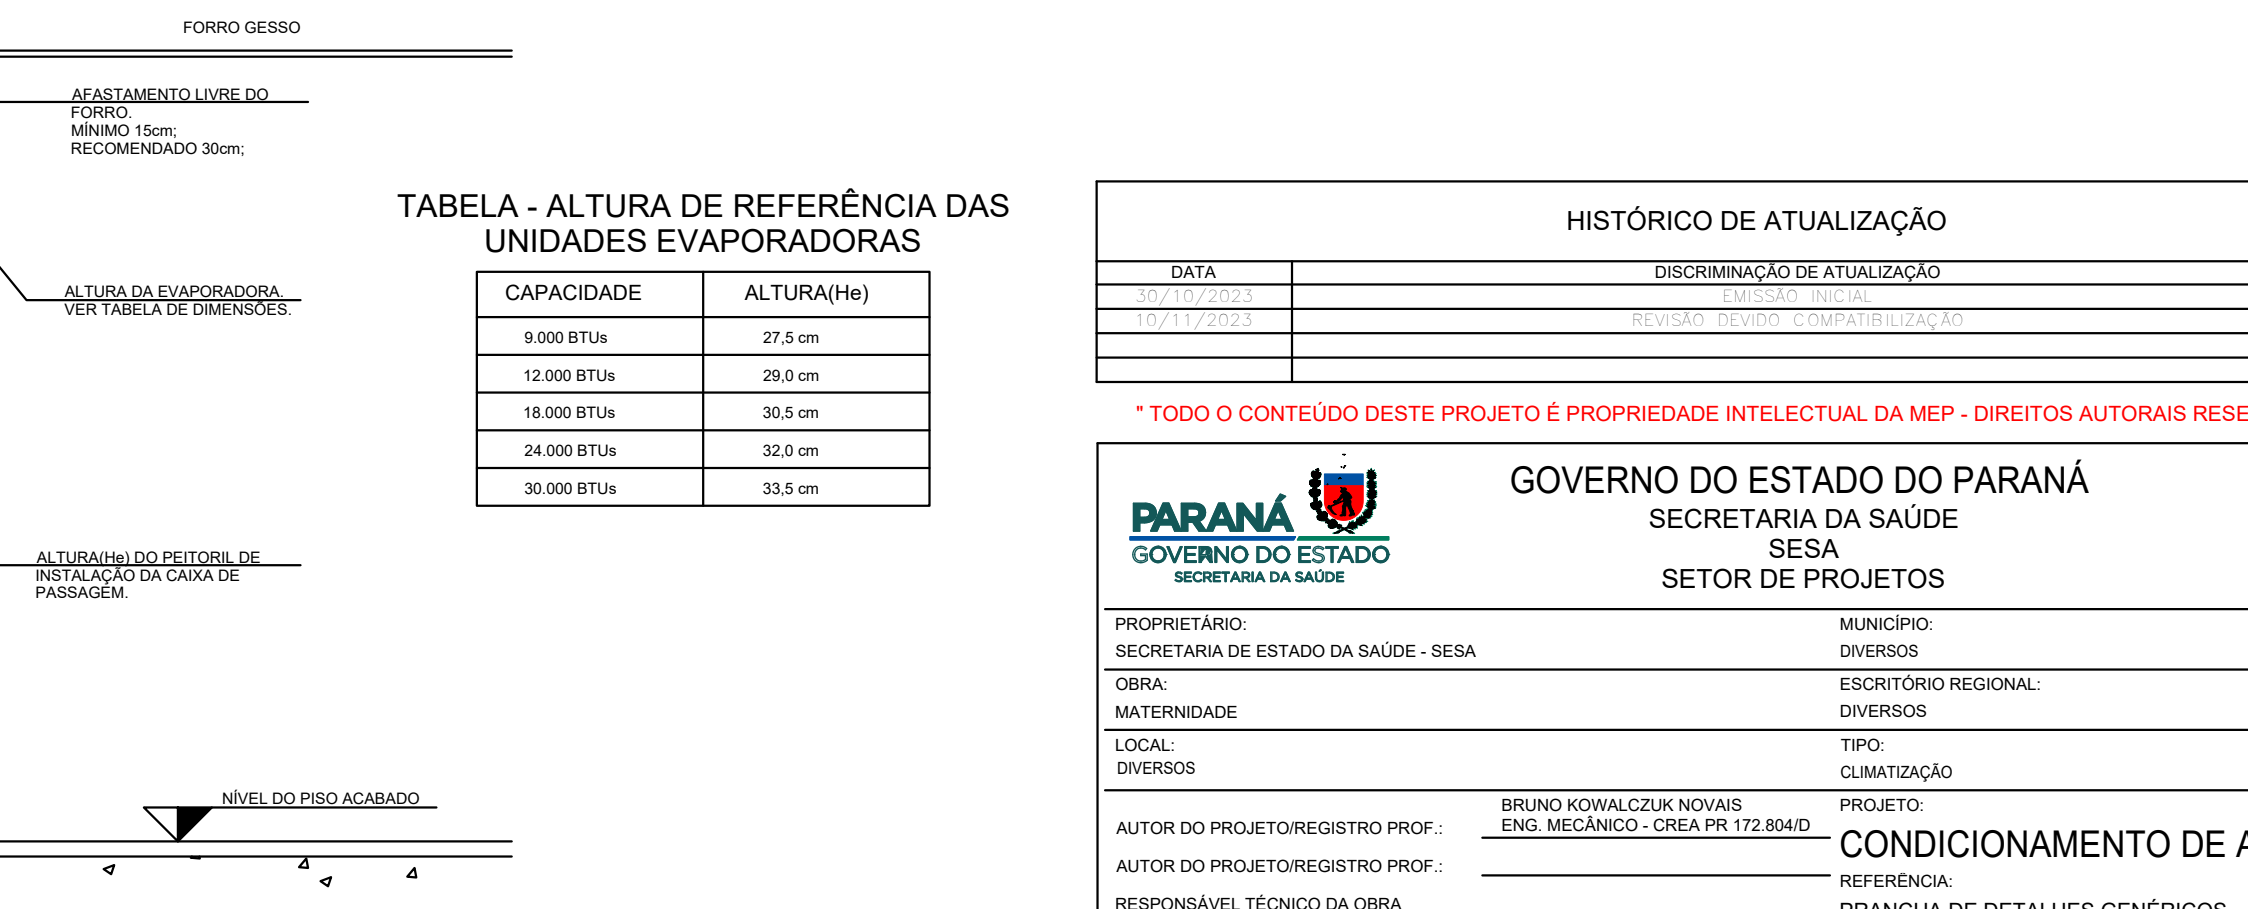 FORRO GESSO
AFASTAMENTO LIVRE DO
FORRO.
MÍNIMO 15cm;
RECOMENDADO 30cm;
ALTURA DA EVAPORADORA.
VER TABELA DE DIMENSÕES.
ALTURA(He) DO PEITORIL DE
INSTALAÇÃO DA CAIXA DE
PASSAGEM.
NÍVEL DO PISO ACABADO
TABELA - ALTURA DE REFERÊNCIA DAS
UNIDADES EVAPORADORAS
CAPACIDADE ALTURA(He)
9.000 BTUs 27,5 cm
12.000 BTUs 29,0 cm
18.000 BTUs 30,5 cm
24.000 BTUs 32,0 cm
30.000 BTUs 33,5 cm
HISTÓRICO DE ATUALIZAÇÃO
DATA DISCRIMINAÇÃO DE ATUALIZAÇÃO
30/10/2023 EMISSÃO INICIAL
10/11/2023 REVISÃO DEVIDO COMPATIBILIZAÇÃO
" TODO O CONTEÚDO DESTE PROJETO É PROPRIEDADE INTELECTUAL DA MEP - DIREITOS AUTORAIS RESE
PARANÁ
GOVERNO DO ESTADO
SECRETARIA DA SAÚDE
GOVERNO DO ESTADO DO PARANÁ
SECRETARIA DA SAÚDE
SESA
SETOR DE PROJETOS
PROPRIETÁRIO:
SECRETARIA DE ESTADO DA SAÚDE - SESA
MUNICÍPIO:
DIVERSOS
OBRA:
MATERNIDADE
ESCRITÓRIO REGIONAL:
DIVERSOS
LOCAL:
DIVERSOS
TIPO:
CLIMATIZAÇÃO
AUTOR DO PROJETO/REGISTRO PROF.:
BRUNO KOWALCZUK NOVAIS
ENG. MECÂNICO - CREA PR 172.804/D
AUTOR DO PROJETO/REGISTRO PROF.:
RESPONSÁVEL TÉCNICO DA OBRA
PROJETO:
CONDICIONAMENTO DE A
REFERÊNCIA:
PRANCHA DE DETALHES GENÉRICOS